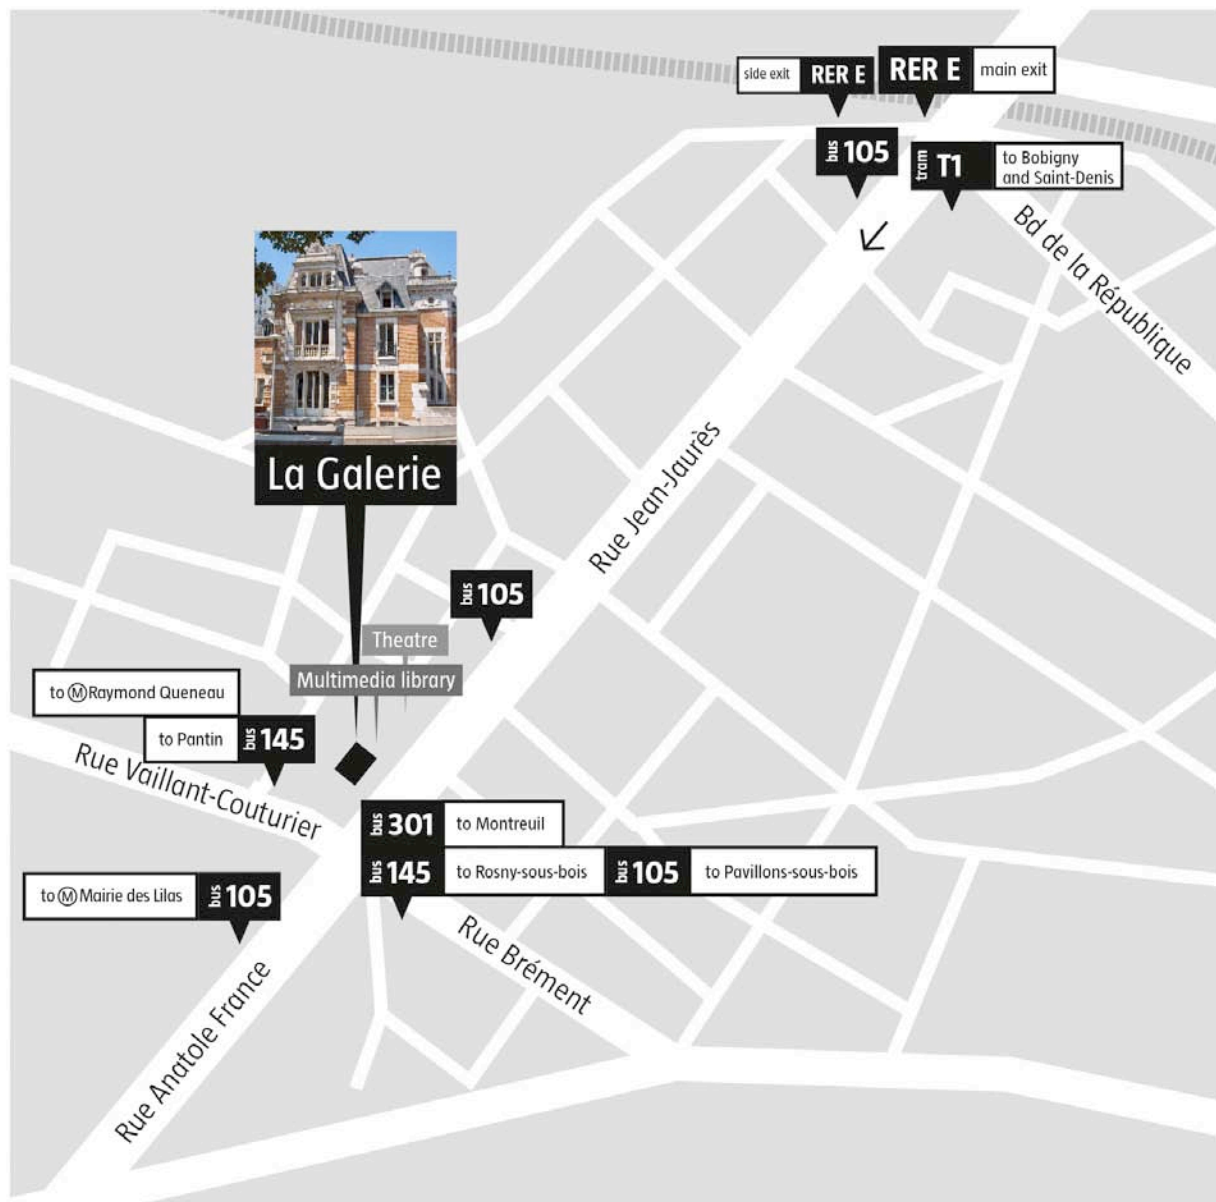 side exit
RER E
RER E
main exit
bus 105
tram T1
to Bobigny
and Saint-Denis
Bd de la République
Rue Jean-Jaurès
La Galerie
bus 105
Theatre
Multimedia library
to Ⓜ Raymond Queneau
to Pantin
bus 145
Rue Vaillant-Couturier
bus 301
to Montreuil
bus 145
to Rosny-sous-bois
bus 105
to Pavillons-sous-bois
to Ⓜ Mairie des Lilas
bus 105
Rue Brément
Rue Anatole France